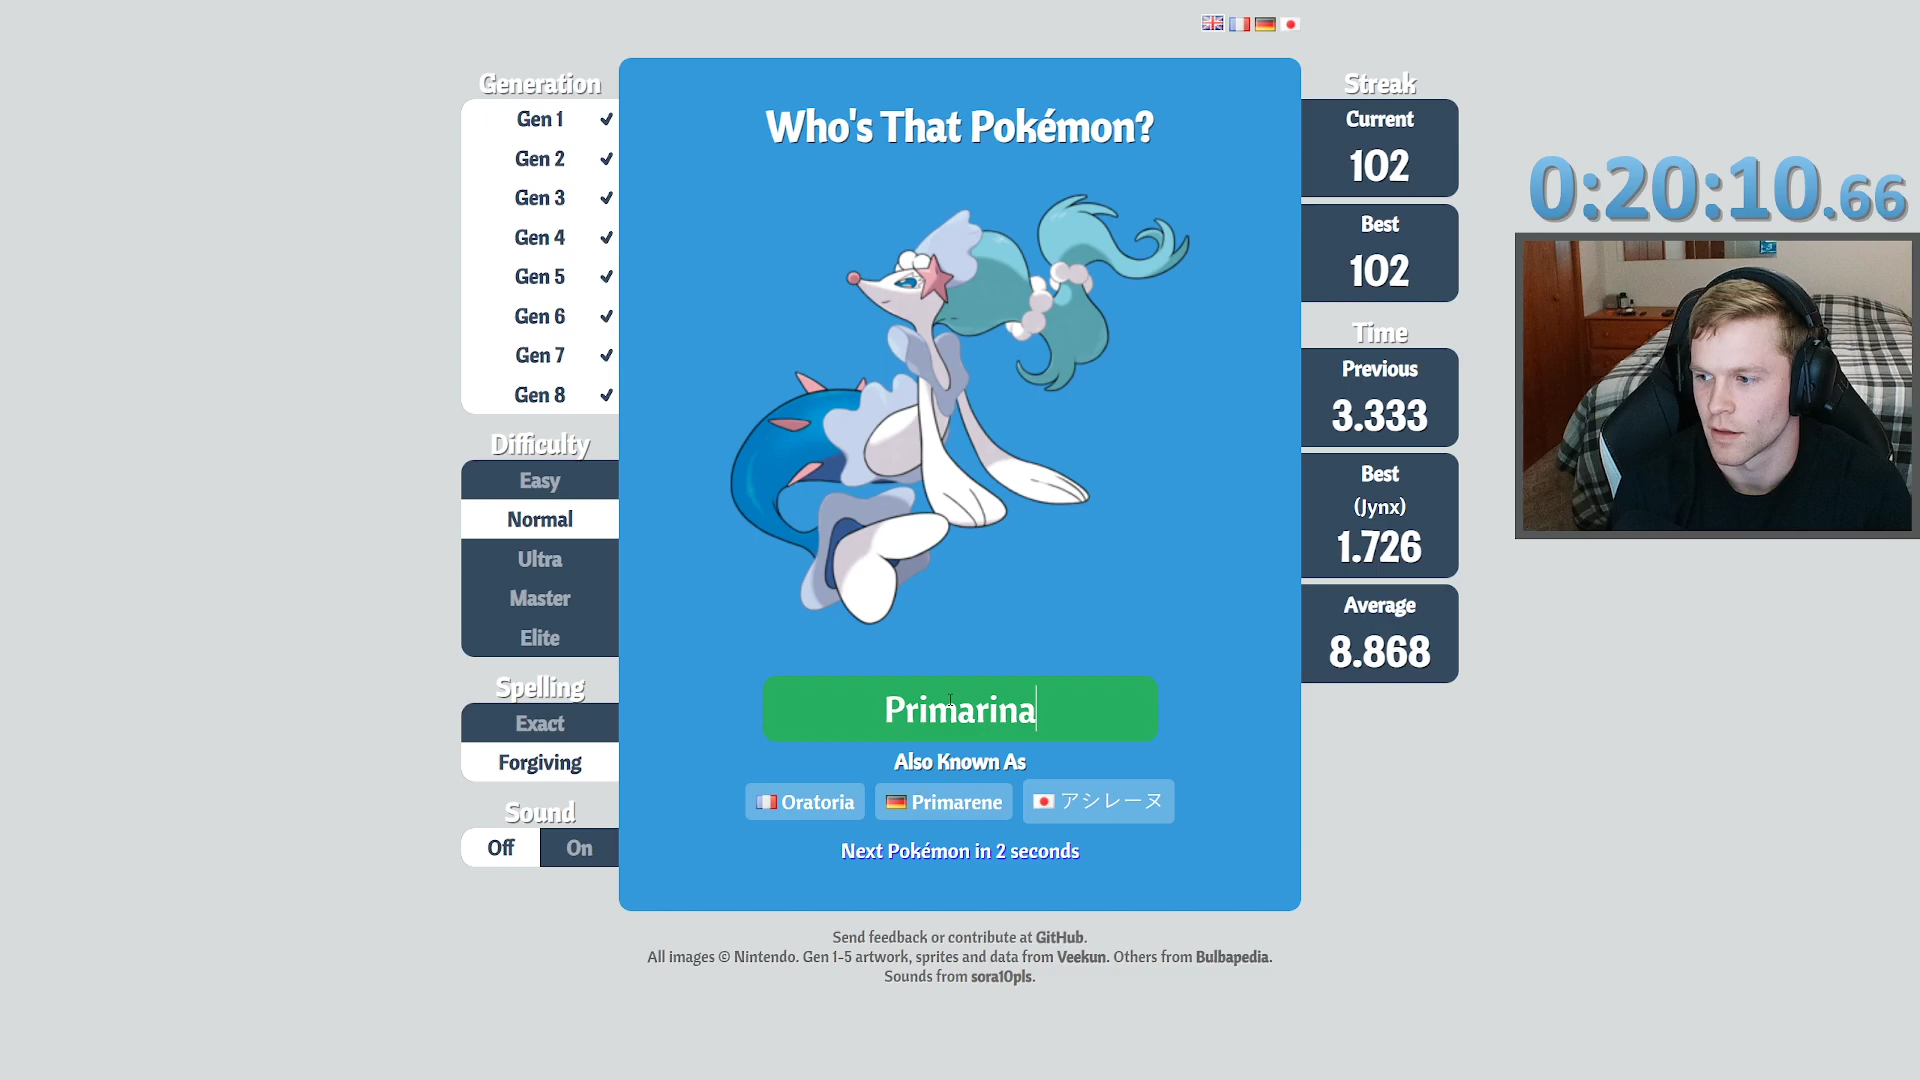 Generation
Gen 1
Gen 2
Gen 3
Gen 4
Gen 5
Gen 6
Gen 7
Gen 8
Difficulty
Easy
Normal
Ultra
Master
Elite
Spelling
Exact
Forgiving
Sound
Off On
Who's That Pokémon?
Primarina
Also Known As
Oratoria Primarene アシレーヌ
Next Pokémon in 2 seconds
Streak
Current
102
Best
102
Time
Previous
3.333
Best
(Jynx)
1.726
Average
8.868
0:20:10.66
Send feedback or contribute at GitHub.
All images © Nintendo. Gen 1-5 artwork, sprites and data from Veekun. Others from Bulbapedia.
Sounds from sora10pls.